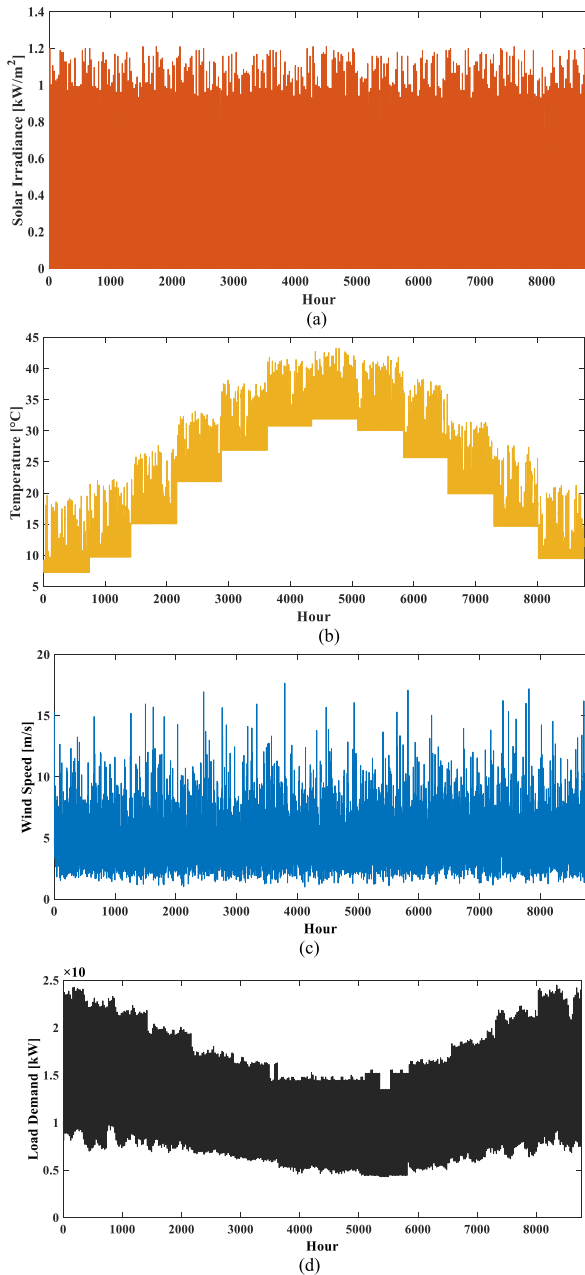 1.4
1.2
1
0.8
0.6
0.4
0.2
0
Solar Irradiance [kW/m²]
0 1000 2000 3000 4000 5000 6000 7000 8000
Hour
(a)
45
40
35
30
25
20
15
10
5
Temperature [°C]
0 1000 2000 3000 4000 5000 6000 7000 8000
Hour
(b)
20
15
10
5
0
Wind Speed [m/s]
0 1000 2000 3000 4000 5000 6000 7000 8000
Hour
(c)
×10
2.5
2
1.5
1
0.5
0
Load Demand [kW]
0 1000 2000 3000 4000 5000 6000 7000 8000
Hour
(d)